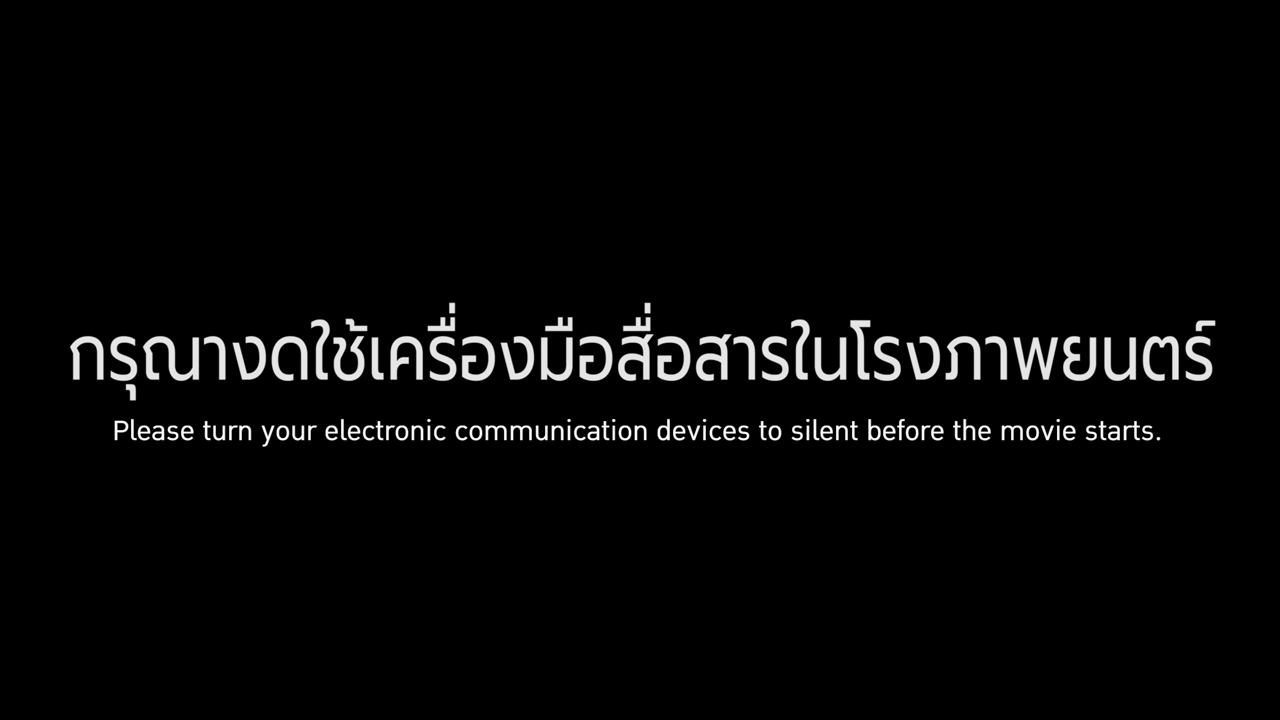 กรุณางดใช้เครื่องมือสื่อสารในโรงภาพยนตร์
Please turn your electronic communication devices to silent before the movie starts.